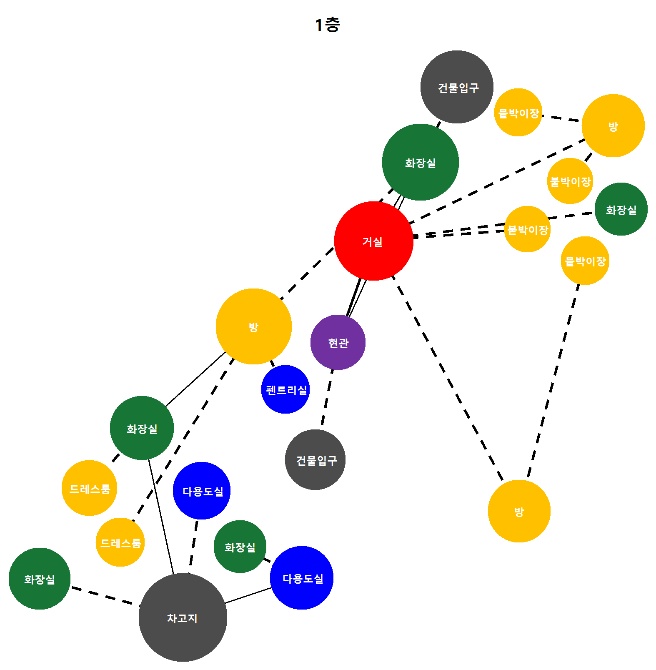 1층
건물입구
붙박이장
방
화장실
붙박이장
화장실
거실
붙박이장
붙박이장
방
현관
펜트리실
화장실
건물입구
드레스룸
다용도실
방
드레스룸
화장실
화장실
다용도실
차고지